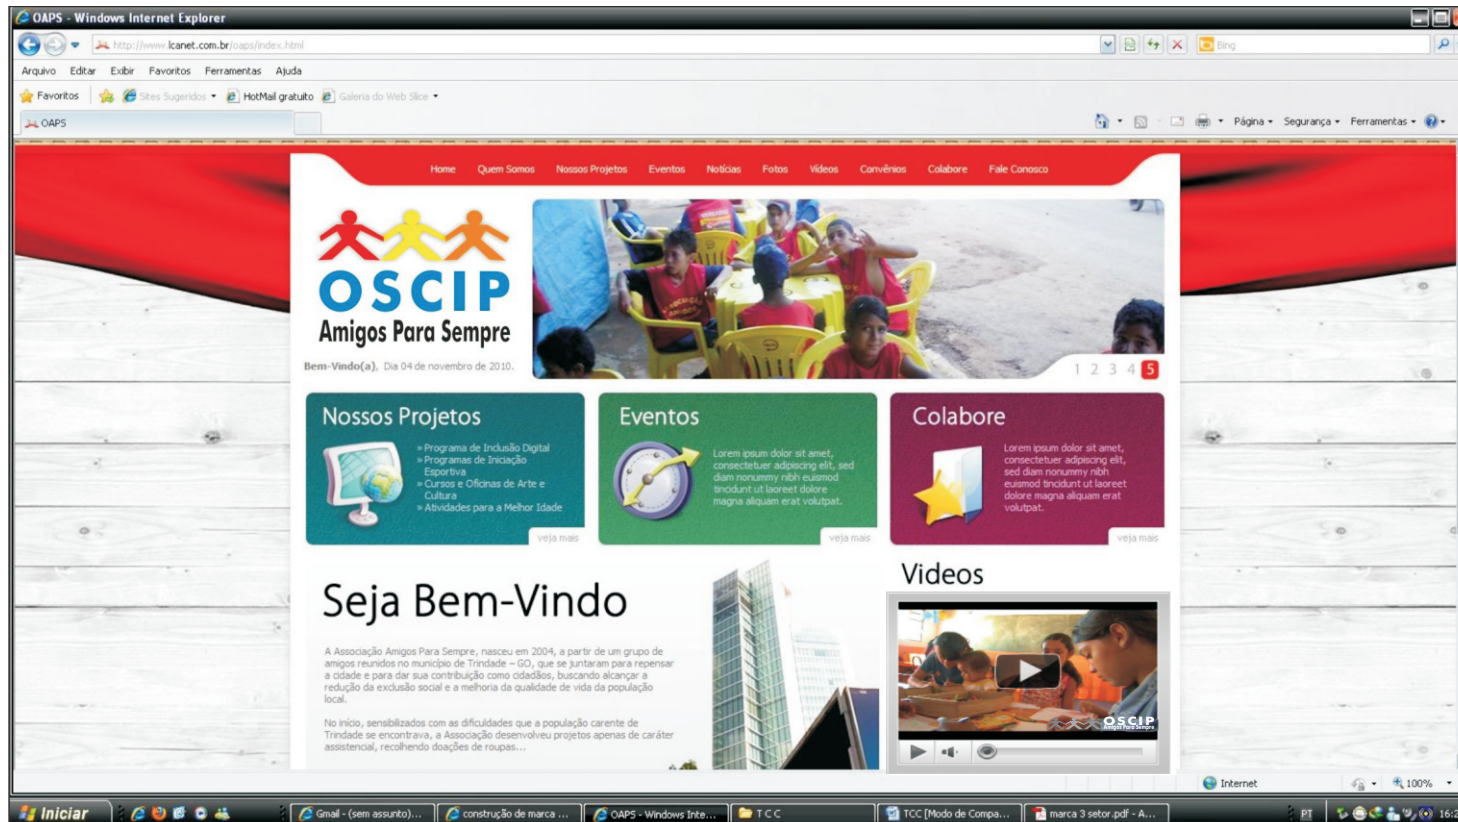 OAPS - Windows Internet Explorer
http://www.lcanet.com.br/oaps/index.html
Bing
Arquivo Editar Exibir Favoritos Ferramentas Ajuda
Favoritos Sites Sugeridos HotMail gratuito Galeria do Web Slice
OAPS
Página Segurança Ferramentas
Home Quem Somos Nossos Projetos Eventos Notícias Fotos Vídeos Convênios Colabore Fale Conosco
OSCIP
Amigos Para Sempre
Bem-Vindo(a), Dia 04 de novembro de 2010.
1 2 3 4 5
Nossos Projetos
» Programa de Inclusão Digital
» Programas de Iniciação
Esportiva
» Cursos e Oficinas de Arte e
Cultura
» Atividades para a Melhor Idade
veja mais
Eventos
Lorem ipsum dolor sit amet,
consectetuer adipiscing elit, sed
diam nonummy nibh euismod
tincidunt ut laoreet dolore
magna aliquam erat volutpat.
veja mais
Colabore
Lorem ipsum dolor sit amet,
consectetuer adipiscing elit,
sed diam nonummy nibh
euismod tincidunt ut laoreet
dolore magna aliquam erat
volutpat.
veja mais
Seja Bem-Vindo
A Associação Amigos Para Sempre, nasceu em 2004, a partir de um grupo de
amigos reunidos no município de Trindade – GO, que se juntaram para repensar
a cidade e para dar sua contribuição como cidadãos, buscando alcançar a
redução da exclusão social e a melhoria da qualidade de vida da população
local.
No início, sensibilizados com as dificuldades que a população carente de
Trindade se encontrava, a Associação desenvolveu projetos apenas de caráter
assistencial, recolhendo doações de roupas...
Videos
OSCIP
Amigos Para Sempre
Internet 100%
Iniciar Gmail - (sem assunto)... construção de marca ... OAPS - Windows Inte... T C C TCC [Modo de Compa... marca 3 setor.pdf - A... PT